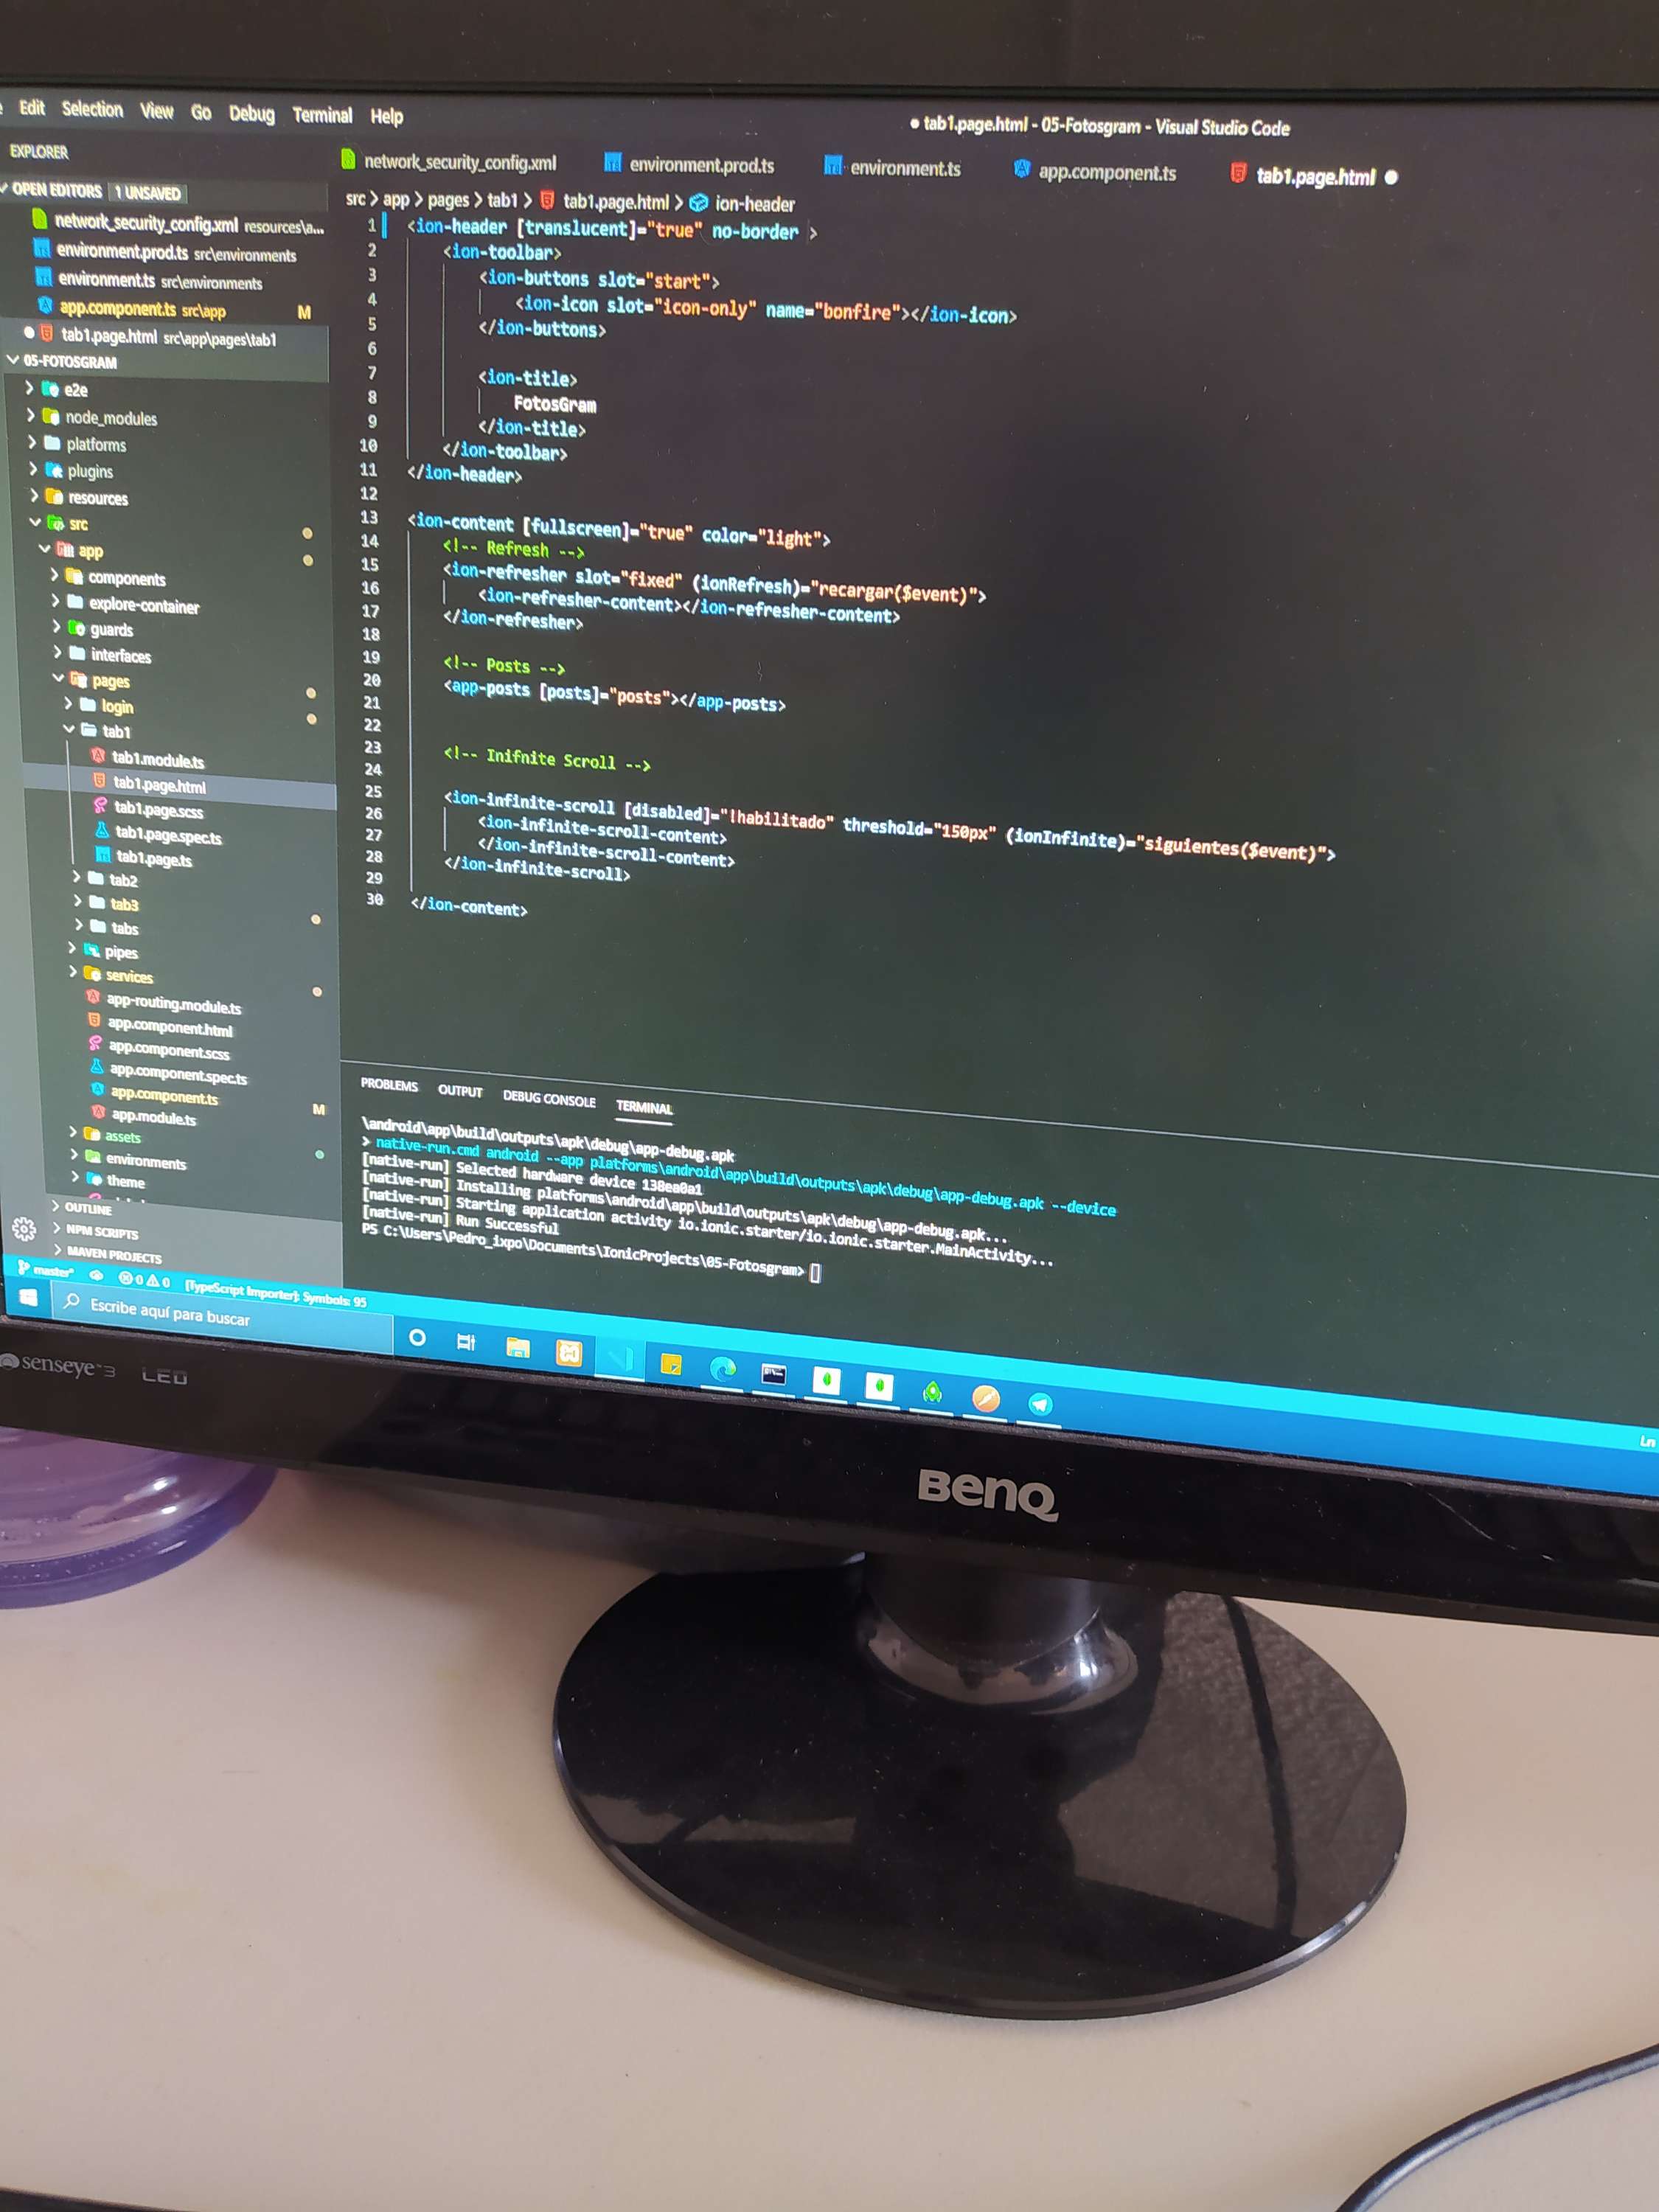 Edit Selection View Go Debug Terminal Help
● tab1.page.html - 05-Fotosgram - Visual Studio Code
EXPLORER
OPEN EDITORS 1 UNSAVED
network_security_config.xml resources\a...
environment.prod.ts src\environments
environment.ts src\environments
app.component.ts src\app M
tab1.page.html src\app\pages\tab1
05-FOTOSGRAM
e2e
node_modules
platforms
plugins
resources
src
app
components
explore-container
guards
interfaces
pages
login
tab1
tab1.module.ts
tab1.page.html
tab1.page.scss
tab1.page.spec.ts
tab1.page.ts
tab2
tab3
tabs
pipes
services
app-routing.module.ts
app.component.html
app.component.scss
app.component.spec.ts
app.component.ts M
app.module.ts
assets
environments
theme
OUTLINE
NPM SCRIPTS
MAVEN PROJECTS
network_security_config.xml environment.prod.ts environment.ts app.component.ts tab1.page.html ●
src > app > pages > tab1 > tab1.page.html > ion-header
1 <ion-header [translucent]="true" no-border >
2 <ion-toolbar>
3 <ion-buttons slot="start">
4 <ion-icon slot="icon-only" name="bonfire"></ion-icon>
5 </ion-buttons>
6
7 <ion-title>
8 FotosGram
9 </ion-title>
10 </ion-toolbar>
11 </ion-header>
12
13 <ion-content [fullscreen]="true" color="light">
14 <!-- Refresh -->
15 <ion-refresher slot="fixed" (ionRefresh)="recargar($event)">
16 <ion-refresher-content></ion-refresher-content>
17 </ion-refresher>
18
19 <!-- Posts -->
20 <app-posts [posts]="posts"></app-posts>
21
22
23 <!-- Inifnite Scroll -->
24
25 <ion-infinite-scroll [disabled]="!habilitado" threshold="150px" (ionInfinite)="siguientes($event)">
26 <ion-infinite-scroll-content>
27 </ion-infinite-scroll-content>
28 </ion-infinite-scroll>
29
30 </ion-content>
PROBLEMS OUTPUT DEBUG CONSOLE TERMINAL
\android\app\build\outputs\apk\debug\app-debug.apk
> native-run.cmd android --app platforms\android\app\build\outputs\apk\debug\app-debug.apk --device
[native-run] Selected hardware device 138ea0a1
[native-run] Installing platforms\android\app\build\outputs\apk\debug\app-debug.apk...
[native-run] Starting application activity io.ionic.starter/io.ionic.starter.MainActivity...
[native-run] Run Successful
PS C:\Users\Pedro_ixpo\Documents\IonicProjects\05-Fotosgram>
master* 0 0 [TypeScript Importer]: Symbols: 95
Ln
Escribe aquí para buscar
senseye™3 LED
BenQ